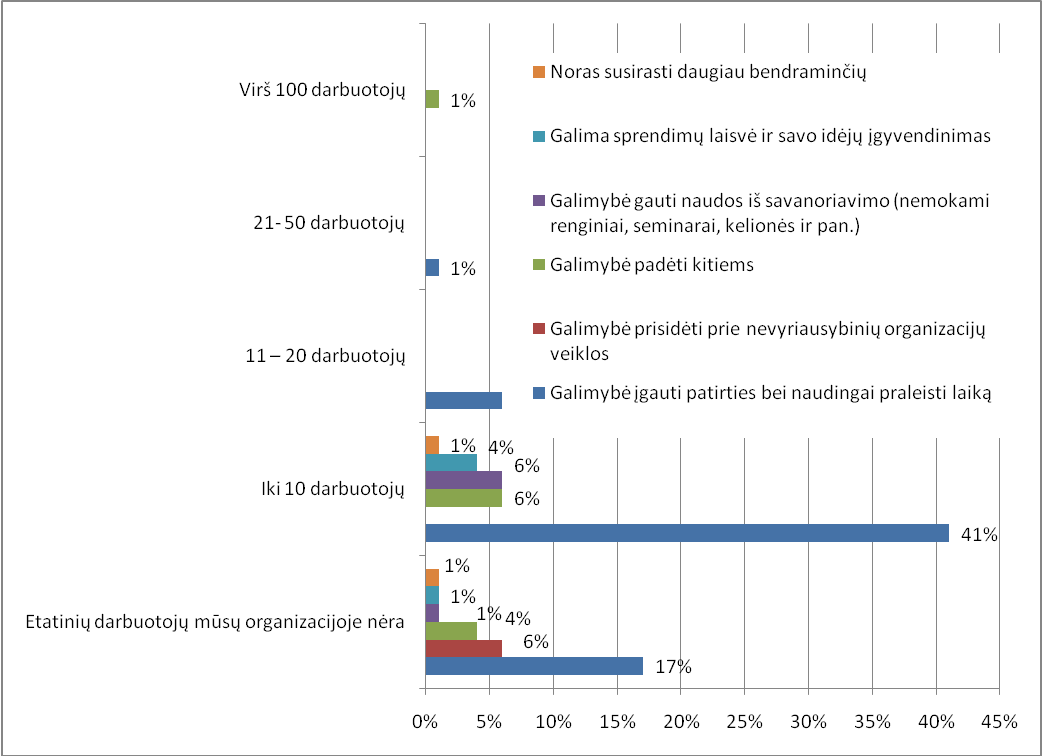 Virš 100 darbuotojų
1%
21-50 darbuotojų
1%
11 – 20 darbuotojų
Iki 10 darbuotojų
1%
4%
6%
6%
41%
Etatinių darbuotojų mūsų organizacijoje nėra
1%
1%
1%
4%
6%
17%
Noras susirasti daugiau bendraminčių
Galima sprendimų laisvė ir savo idėjų įgyvendinimas
Galimybė gauti naudos iš savanoriavimo (nemokami
renginiai, seminarai, kelionės ir pan.)
Galimybė padėti kitiems
Galimybė prisidėti prie nevyriausybinių organizacijų
veiklos
Galimybė įgauti patirties bei naudingai praleisti laiką
0% 5% 10% 15% 20% 25% 30% 35% 40% 45%